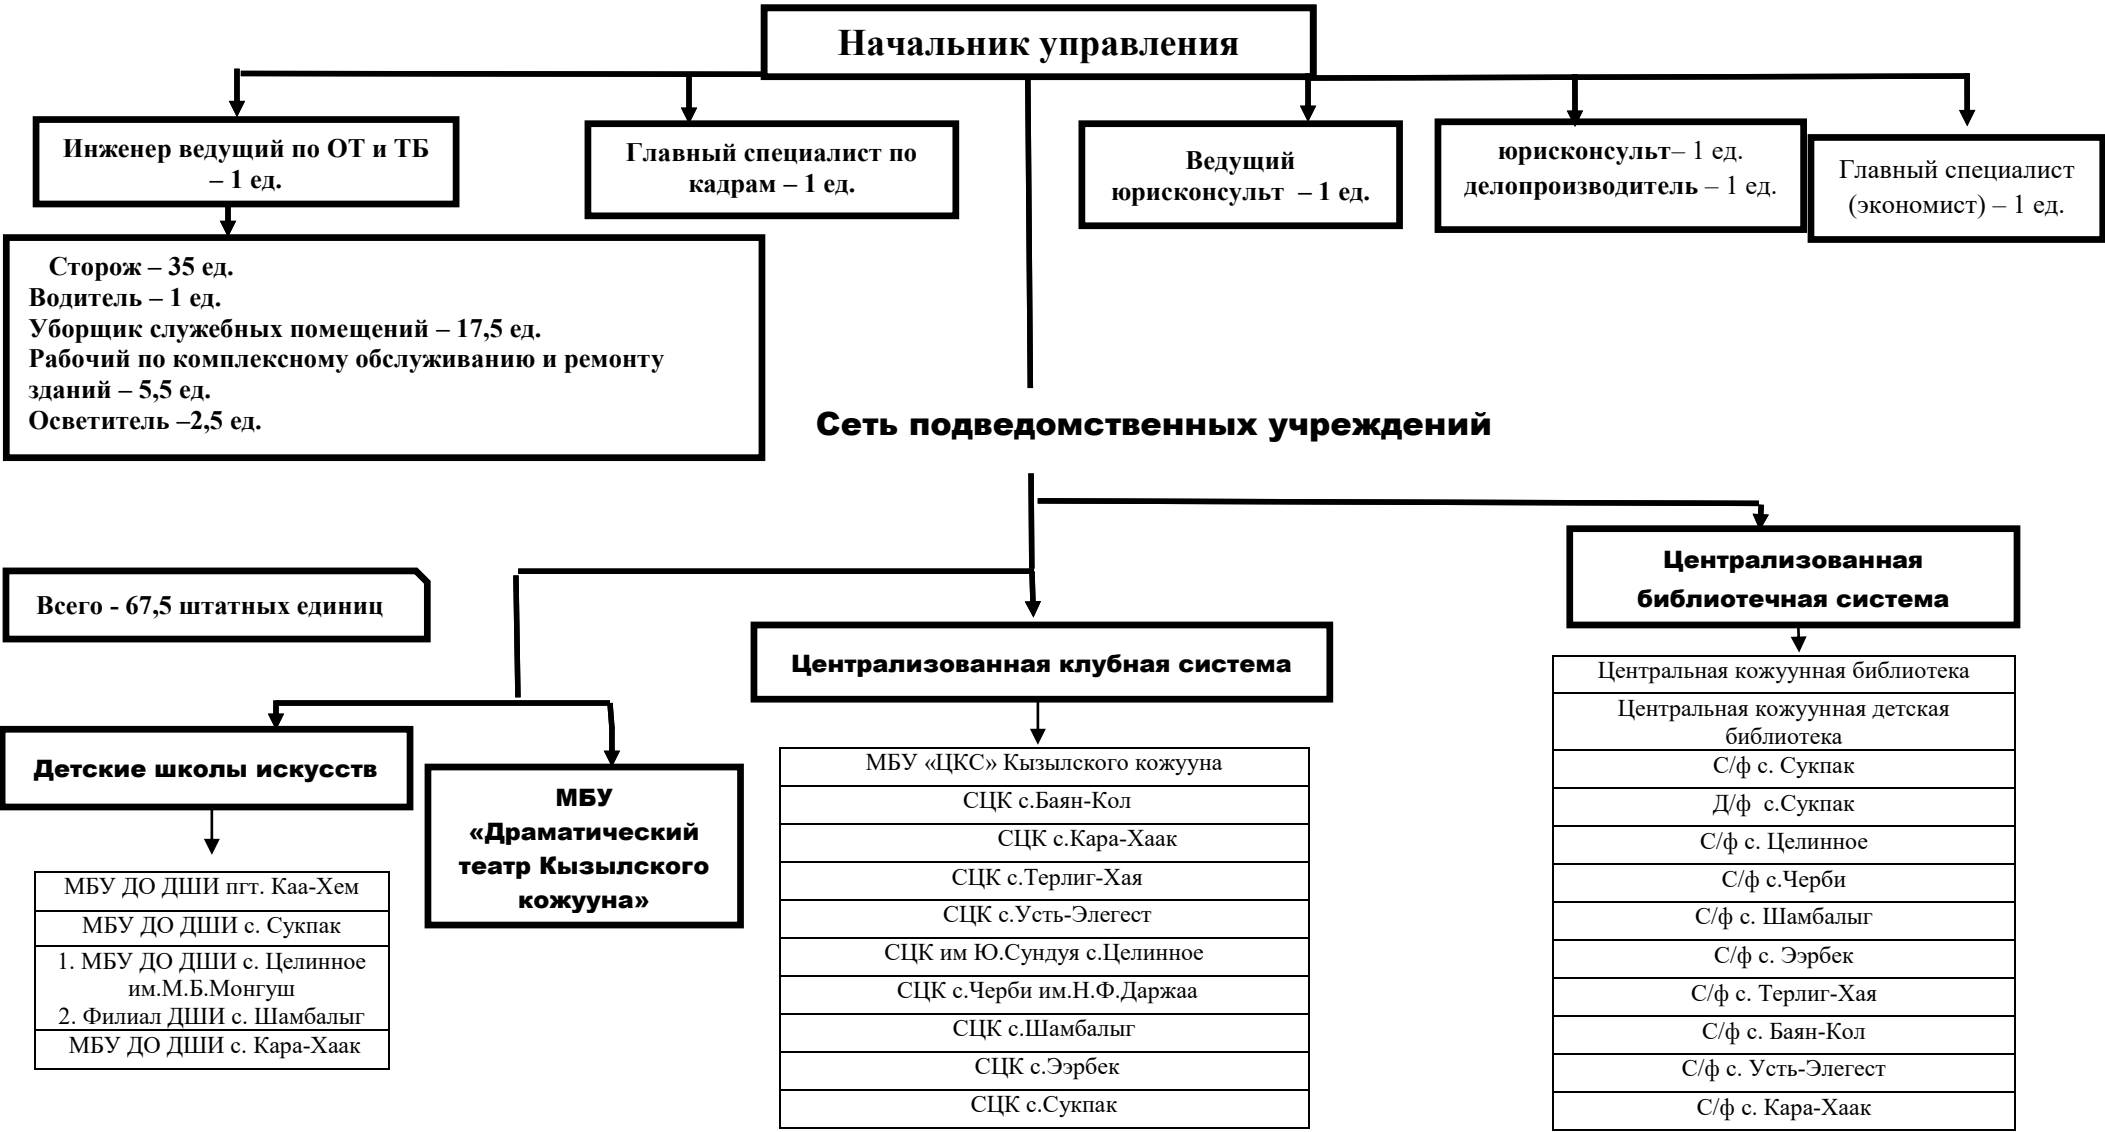 Начальник управления
Инженер ведущий по ОТ и ТБ
– 1 ед.
Главный специалист по
кадрам – 1 ед.
Ведущий
юрисконсульт – 1 ед.
юрисконсульт– 1 ед.
делопроизводитель – 1 ед.
Главный специалист
(экономист) – 1 ед.
Сторож – 35 ед.
Водитель – 1 ед.
Уборщик служебных помещений – 17,5 ед.
Рабочий по комплексному обслуживанию и ремонту
зданий – 5,5 ед.
Осветитель –2,5 ед.
Сеть подведомственных учреждений
Всего - 67,5 штатных единиц
Детские школы искусств
МБУ ДО ДШИ пгт. Каа-Хем
МБУ ДО ДШИ с. Сукпак
1. МБУ ДО ДШИ с. Целинное
им.М.Б.Монгуш
2. Филиал ДШИ с. Шамбалыг
МБУ ДО ДШИ с. Кара-Хаак
МБУ
«Драматический
театр Кызылского
кожууна»
Централизованная клубная система
МБУ «ЦКС» Кызылского кожууна
СЦК с.Баян-Кол
СЦК с.Кара-Хаак
СЦК с.Терлиг-Хая
СЦК с.Усть-Элегест
СЦК им Ю.Сундуя с.Целинное
СЦК с.Черби им.Н.Ф.Даржаа
СЦК с.Шамбалыг
СЦК с.Ээрбек
СЦК с.Сукпак
Централизованная
библиотечная система
Центральная кожуунная библиотека
Центральная кожуунная детская
библиотека
С/ф с. Сукпак
Д/ф с.Сукпак
С/ф с. Целинное
С/ф с.Черби
С/ф с. Шамбалыг
С/ф с. Ээрбек
С/ф с. Терлиг-Хая
С/ф с. Баян-Кол
С/ф с. Усть-Элегест
С/ф с. Кара-Хаак